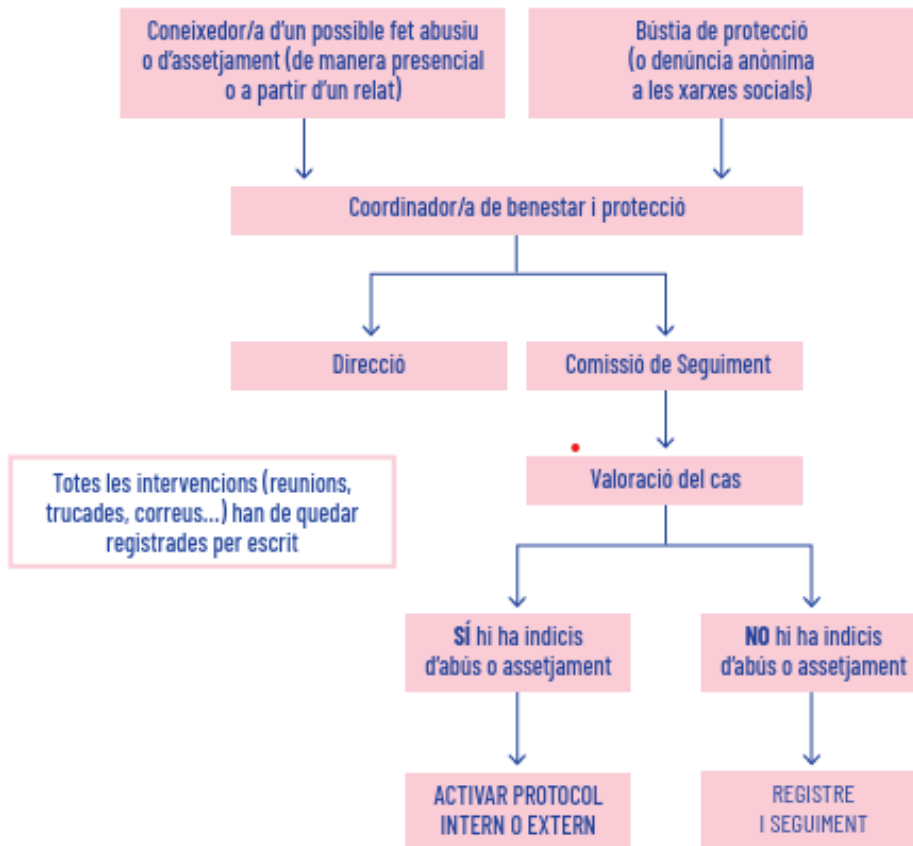 Coneixedor/a d'un possible fet abusiu
o d'assetjament (de manera presencial
o a partir d'un relat)
Bústia de protecció
(o denúncia anònima
a les xarxes socials)
Coordinador/a de benestar i protecció
Direcció
Comissió de Seguiment
Totes les intervencions (reunions,
trucades, correus...) han de quedar
registrades per escrit
Valoració del cas
SÍ hi ha indicis
d'abús o assetjament
NO hi ha indicis
d'abús o assetjament
ACTIVAR PROTOCOL
INTERN O EXTERN
REGISTRE
I SEGUIMENT